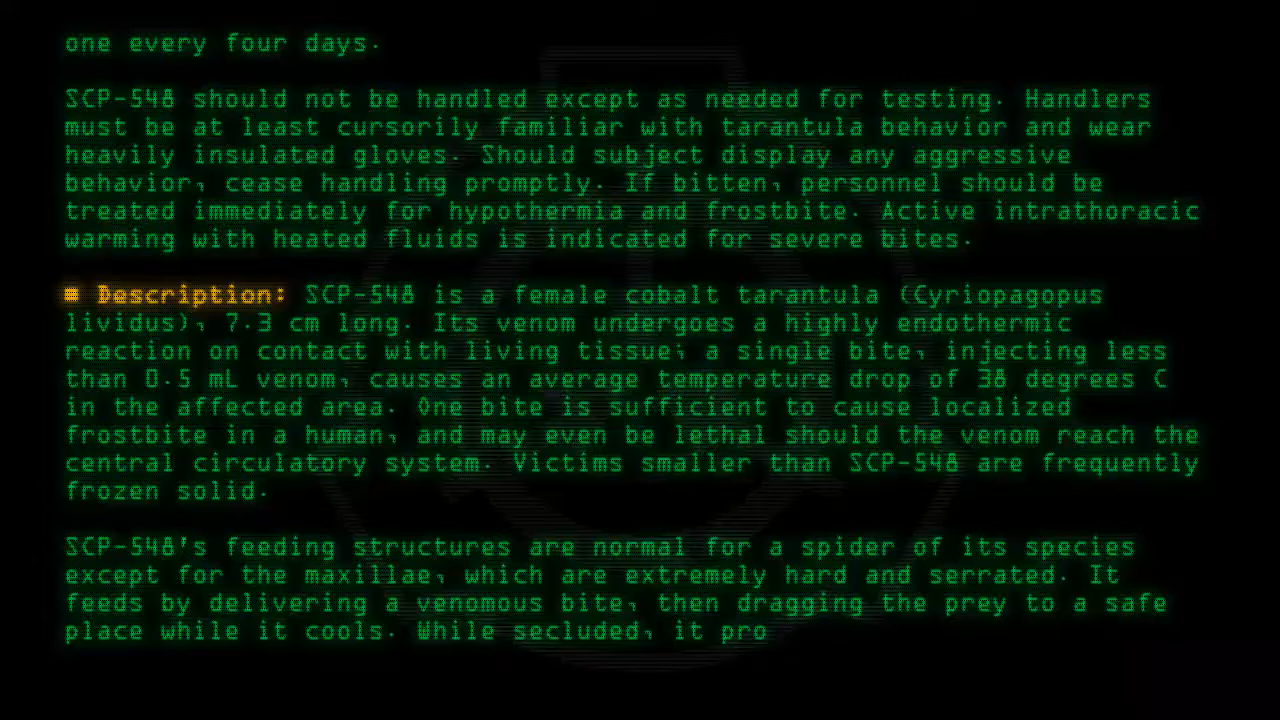 one every four days.
SCP-548 should not be handled except as needed for testing. Handlers
must be at least cursorily familiar with tarantula behavior and wear
heavily insulated gloves. Should subject display any aggressive
behavior, cease handling promptly. If bitten, personnel should be
treated immediately for hypothermia and frostbite. Active intrathoracic
warming with heated fluids is indicated for severe bites.
■ Description: SCP-548 is a female cobalt tarantula (Cyriopagopus
lividus), 7.3 cm long. Its venom undergoes a highly endothermic
reaction on contact with living tissue; a single bite, injecting less
than 0.5 mL venom, causes an average temperature drop of 38 degrees C
in the affected area. One bite is sufficient to cause localized
frostbite in a human, and may even be lethal should the venom reach the
central circulatory system. Victims smaller than SCP-548 are frequently
frozen solid.
SCP-548's feeding structures are normal for a spider of its species
except for the maxillae, which are extremely hard and serrated. It
feeds by delivering a venomous bite, then dragging the prey to a safe
place while it cools. While secluded, it pro